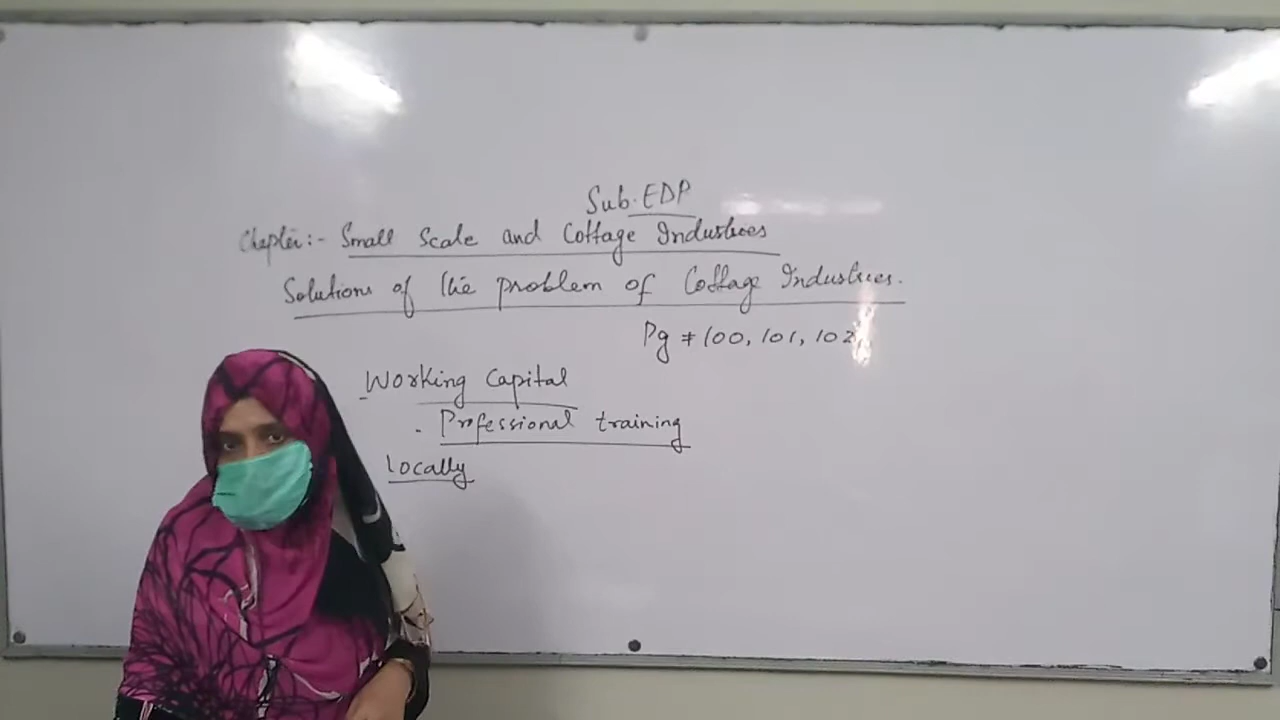 Sub. EDP
Chapter:- Small Scale and Cottage Industries
Solutions of the problem of Cottage Industries.
Pg # 100, 101, 102
Working Capital
- Professional training
Locally